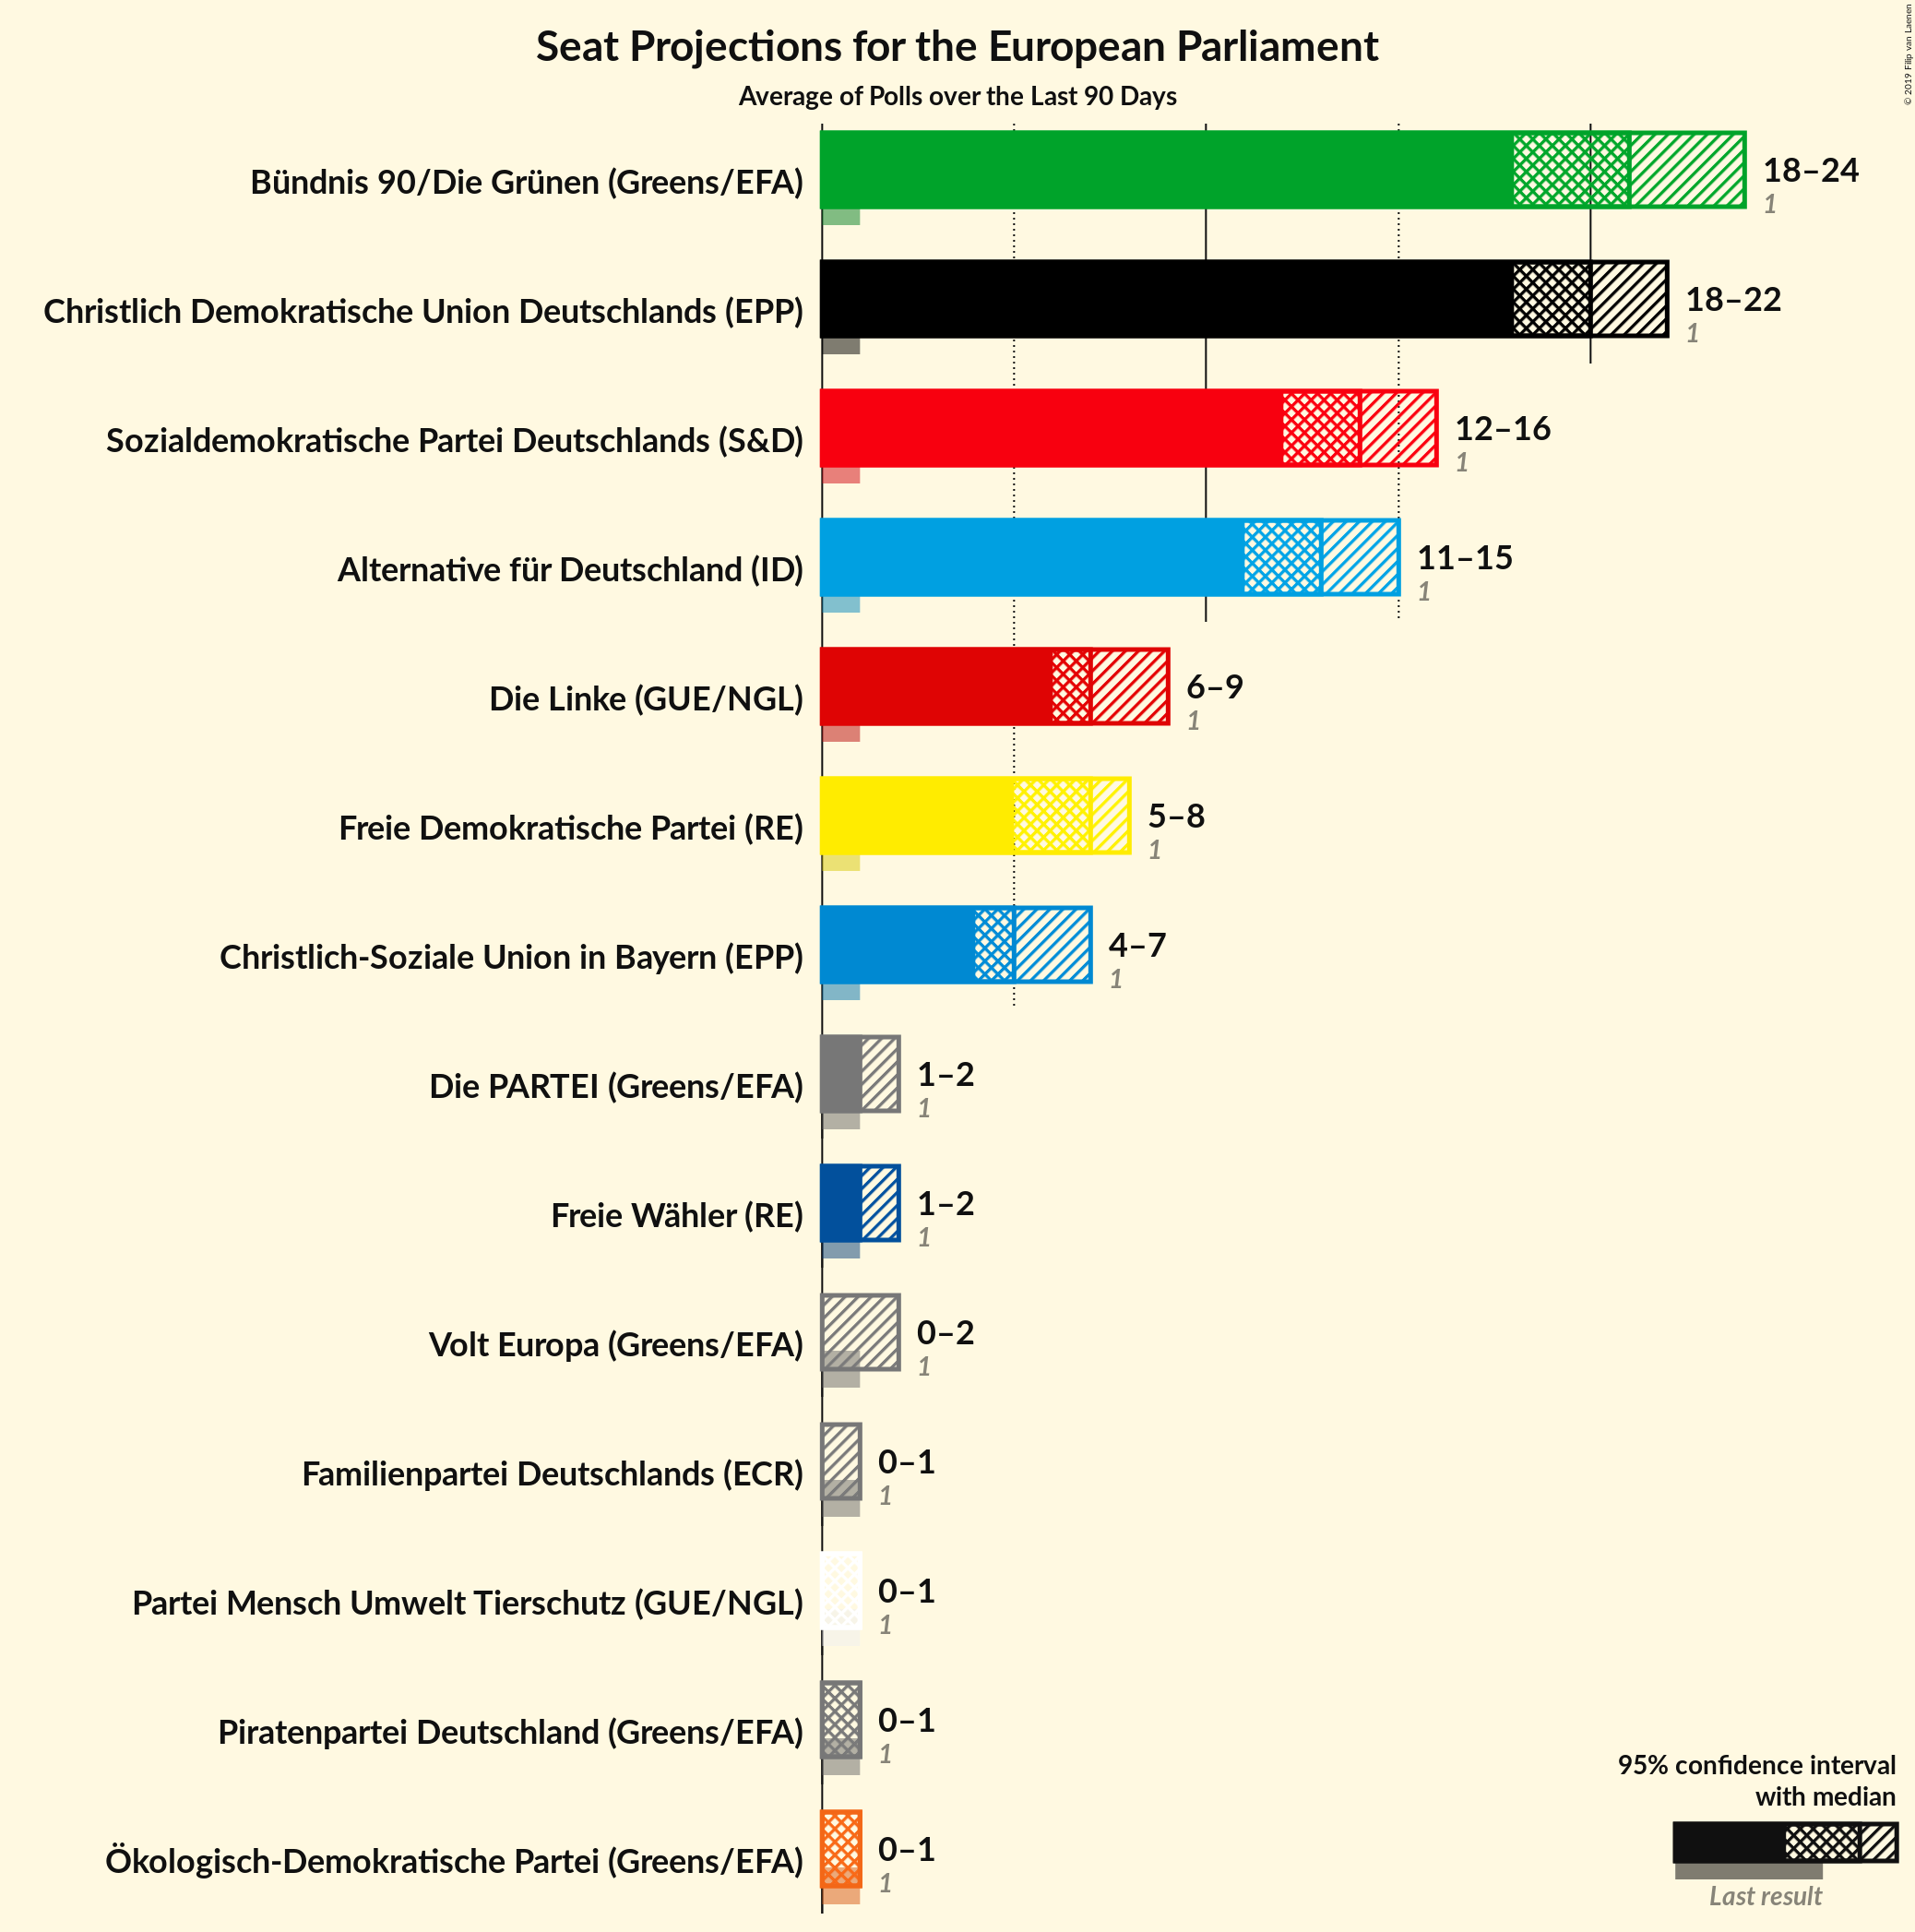 © 2019 Filip van Laenen
Seat Projections for the European Parliament
Average of Polls over the Last 90 Days
Bündnis 90/Die Grünen (Greens/EFA)
18–24
1
Christlich Demokratische Union Deutschlands (EPP)
18–22
1
Sozialdemokratische Partei Deutschlands (S&D)
12–16
1
Alternative für Deutschland (ID)
11–15
1
Die Linke (GUE/NGL)
6–9
1
Freie Demokratische Partei (RE)
5–8
1
Christlich-Soziale Union in Bayern (EPP)
4–7
1
Die PARTEI (Greens/EFA)
1–2
1
Freie Wähler (RE)
1–2
1
Volt Europa (Greens/EFA)
0–2
1
Familienpartei Deutschlands (ECR)
0–1
1
Partei Mensch Umwelt Tierschutz (GUE/NGL)
0–1
1
Piratenpartei Deutschland (Greens/EFA)
0–1
1
Ökologisch-Demokratische Partei (Greens/EFA)
0–1
1
95% confidence interval
with median
Last result